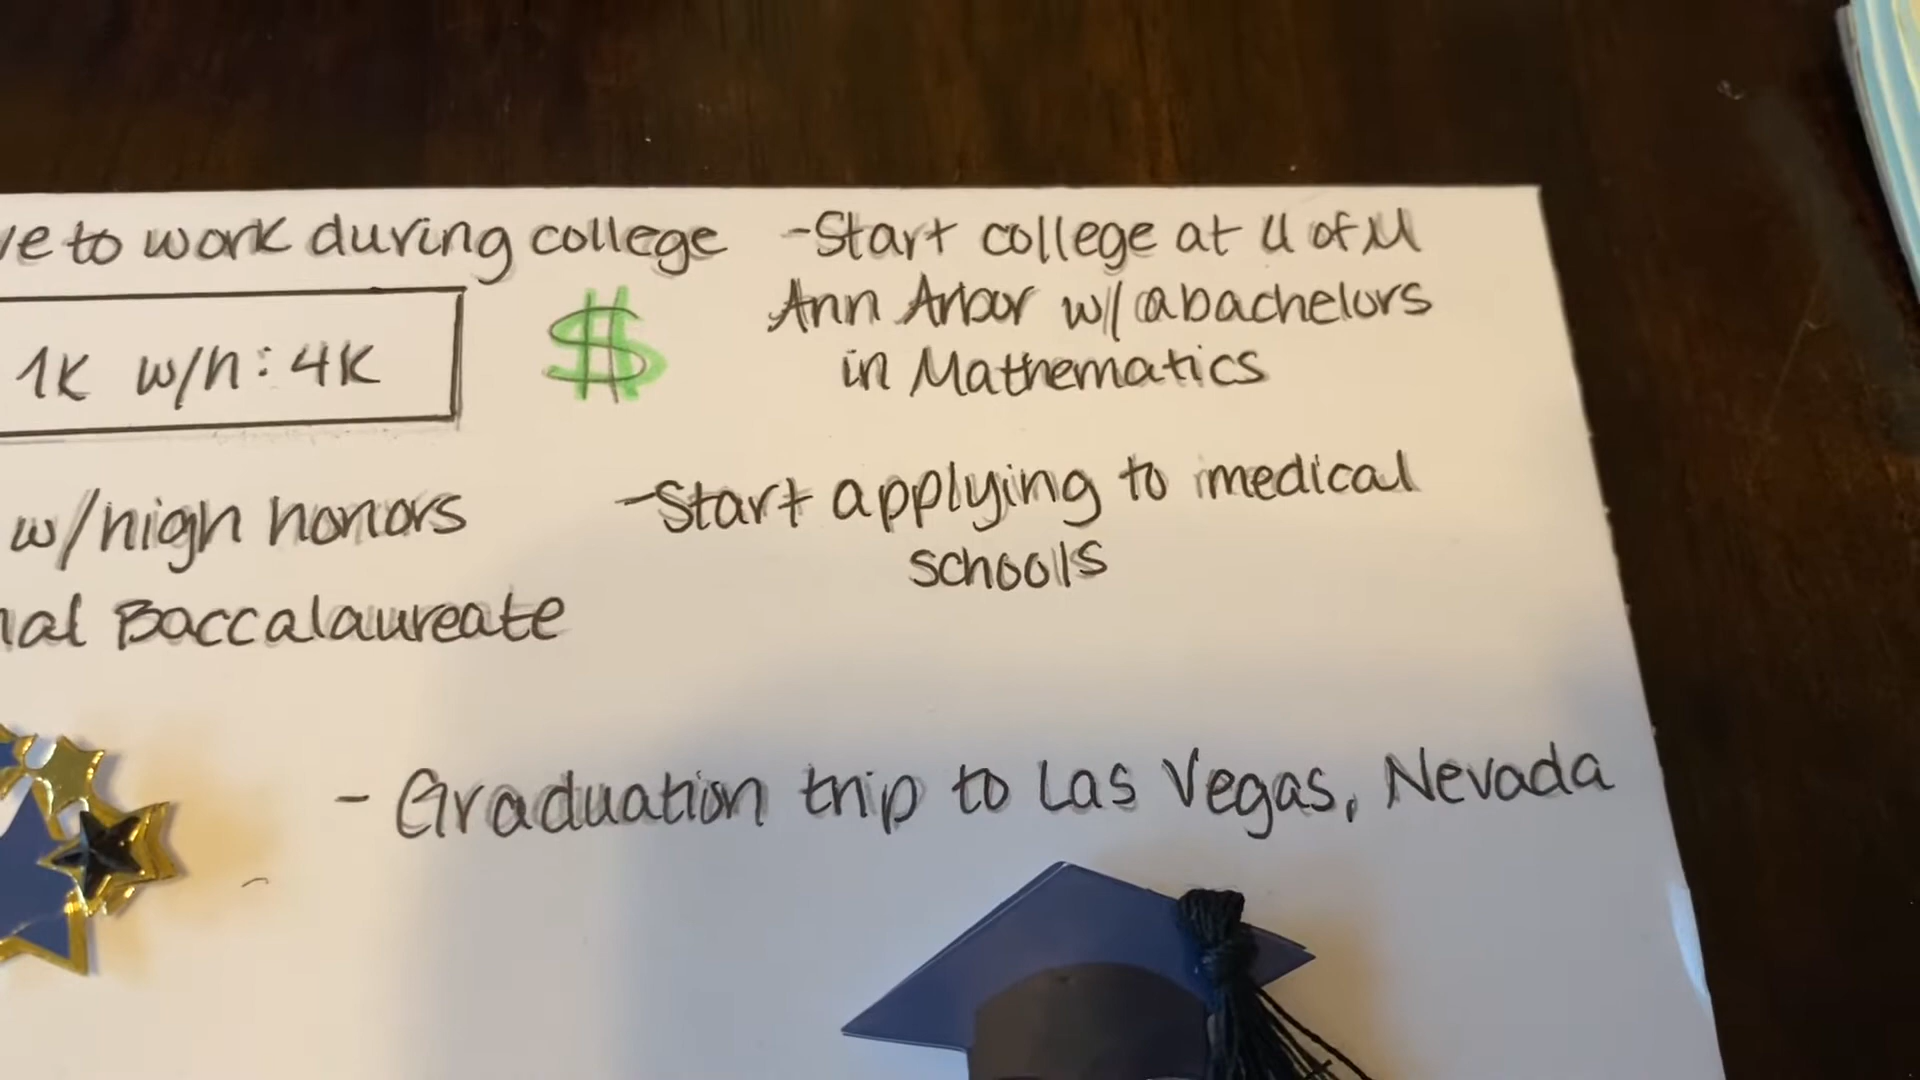 ve to work during college
1K w/h: 4K
$
- Start college at U of M
Ann Arbor w/ a bachelors
in Mathematics
w/high honors
nal Baccalaureate
- Start applying to medical
schools
- Graduation trip to Las Vegas, Nevada